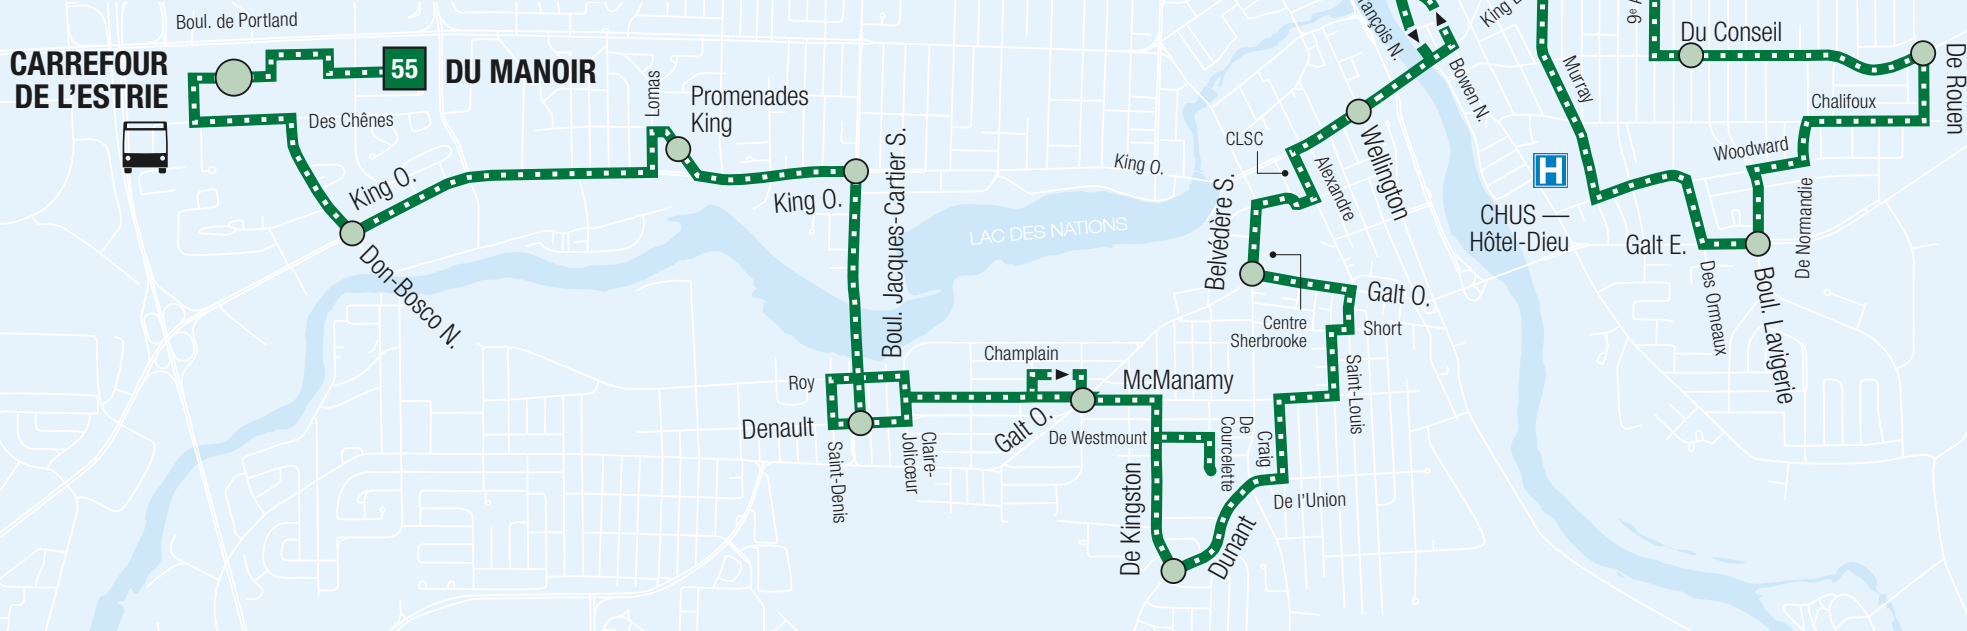 Boul. de Portland
CARREFOUR
DE L'ESTRIE
55
DU MANOIR
Des Chênes
King O.
Don-Bosco N.
Lomas
Promenades
King
King O.
Boul. Jacques-Cartier S.
LAC DES NATIONS
King O.
Roy
Denault
Saint-Denis
Claire-
Jolicœur
Champlain
Galt O.
McManamy
De Westmount
De Kingston
De
Courcelette
Craig
Dunant
De l'Union
Saint-Louis
Short
Galt O.
Centre
Sherbrooke
Belvédère S.
CLSC
Alexandre
Wellington
Bowen N.
King
Murray
H
CHUS
Hôtel-Dieu
Galt E.
Des Ormeaux
Boul. Lavigerie
De Normandie
Woodward
Chalifoux
De Rouen
Du Conseil